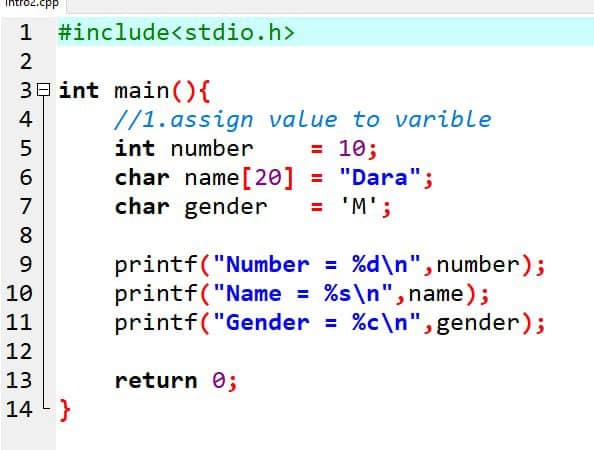 intro2.cpp
1 #include<stdio.h>
2
3 int main(){
4 //1.assign value to varible
5 int number = 10;
6 char name[20] = "Dara";
7 char gender = 'M';
8
9 printf("Number = %d\n",number);
10 printf("Name = %s\n",name);
11 printf("Gender = %c\n",gender);
12
13 return 0;
14 }